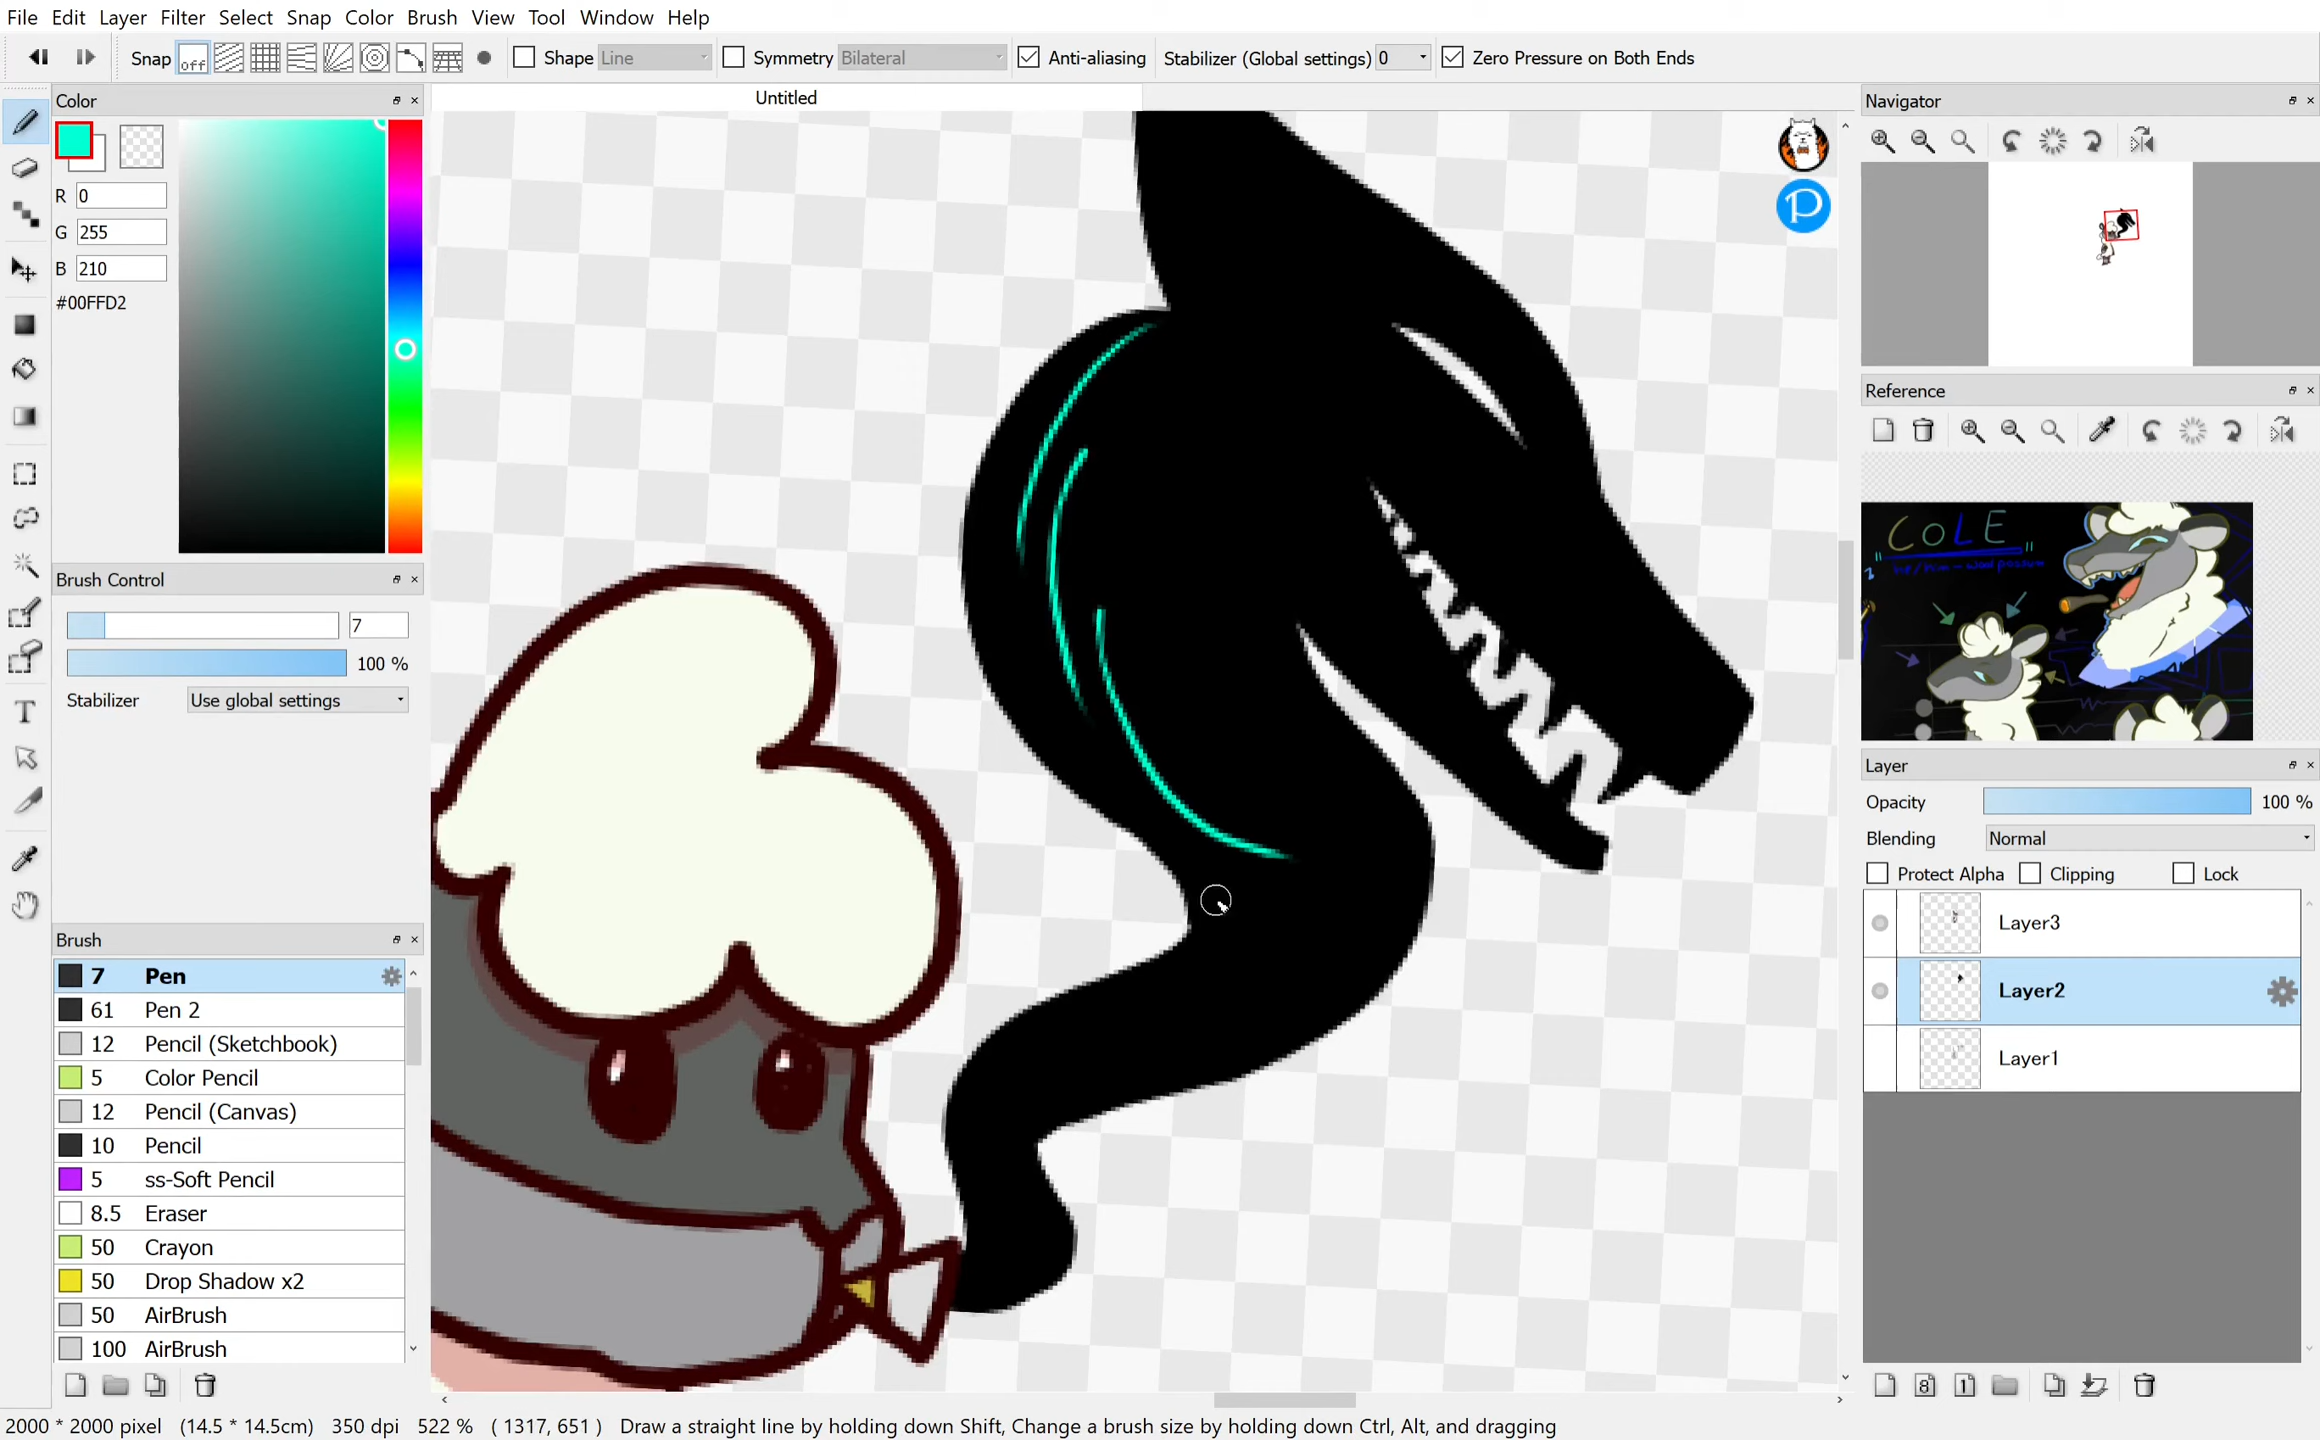 File Edit Layer Filter Select Snap Color Brush View Tool Window Help
Snap off Shape Line Symmetry Bilateral Anti-aliasing Stabilizer (Global settings) 0 Zero Pressure on Both Ends
Color
Untitled
R 0
G 255
B 210
#00FFD2
Brush Control
7
100 %
Stabilizer Use global settings
Brush
7 Pen
61 Pen 2
12 Pencil (Sketchbook)
5 Color Pencil
12 Pencil (Canvas)
10 Pencil
5 ss-Soft Pencil
8.5 Eraser
50 Crayon
50 Drop Shadow x2
50 AirBrush
100 AirBrush
P
T
Navigator
Reference
"COLE"
Layer
Opacity 100 %
Blending Normal
Protect Alpha Clipping Lock
Layer3
Layer2
Layer1
8 1
2000 * 2000 pixel (14.5 * 14.5cm) 350 dpi 522 % ( 1317, 651 ) Draw a straight line by holding down Shift, Change a brush size by holding down Ctrl, Alt, and dragging